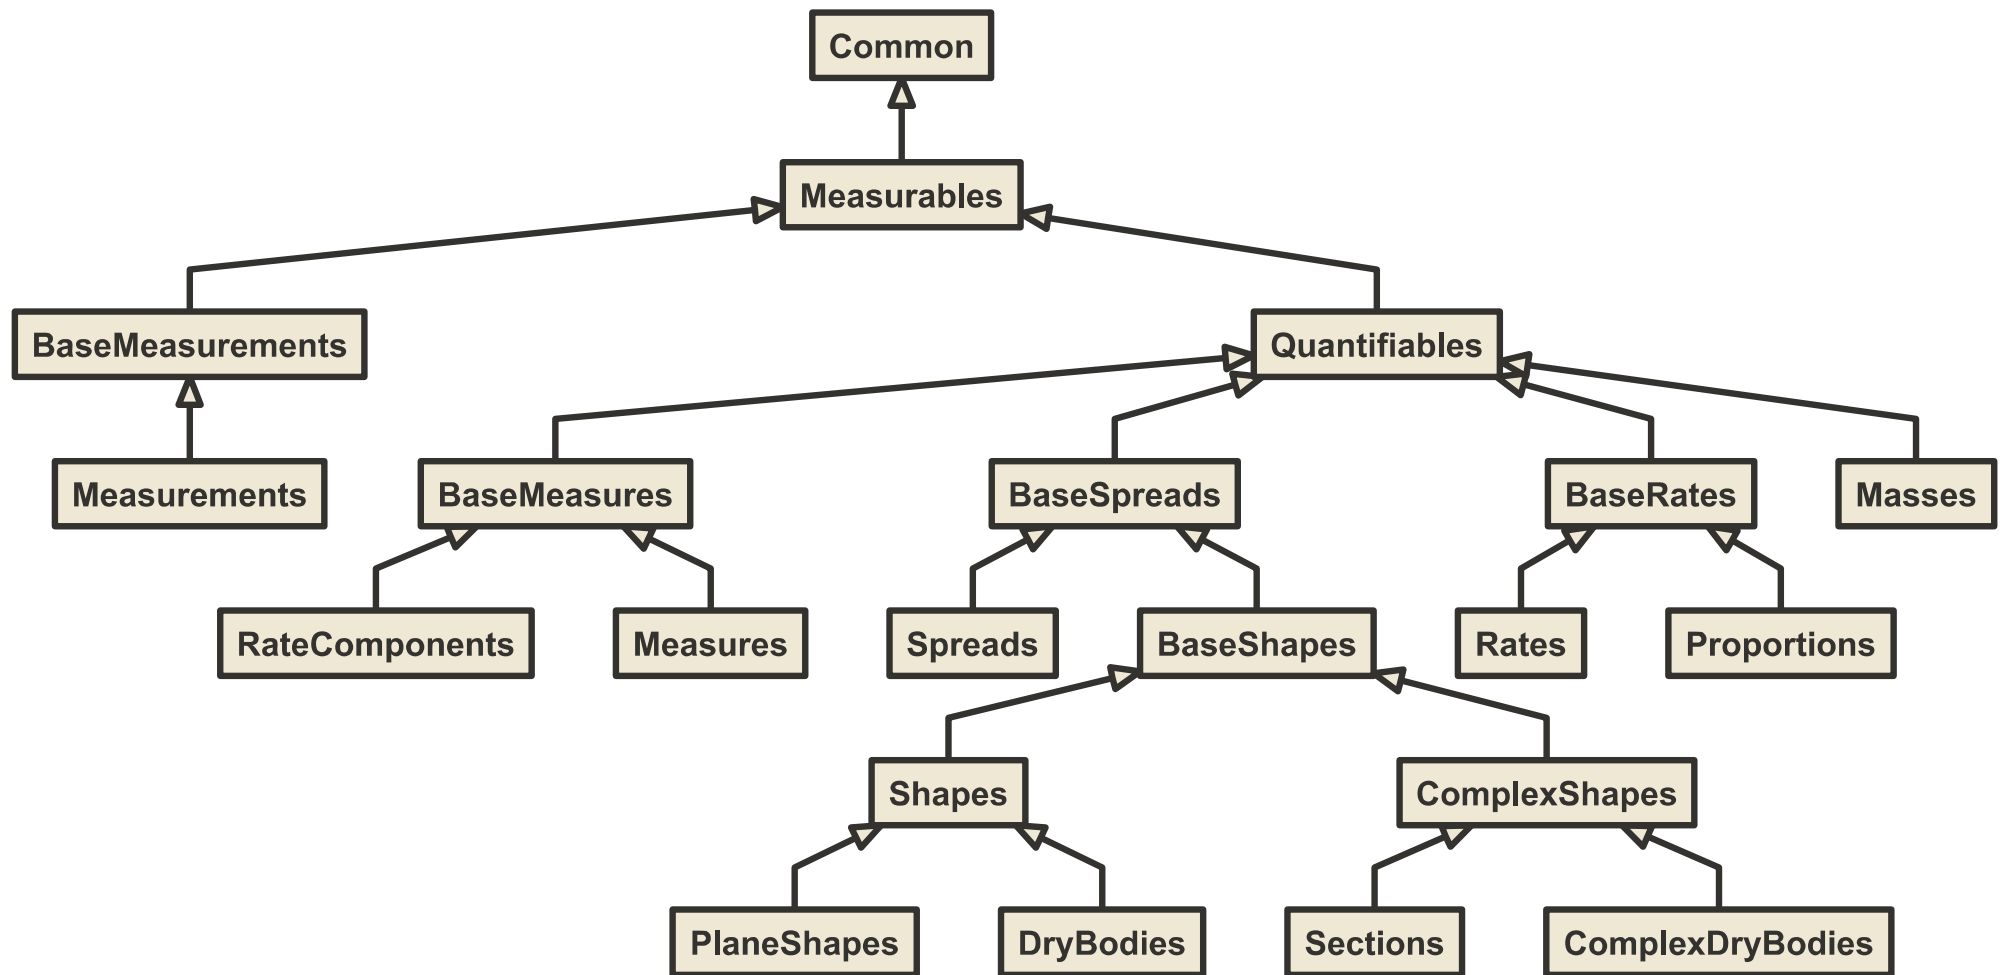 Common
Measurables
BaseMeasurements
Quantifiables
Measurements
BaseMeasures
BaseSpreads
BaseRates
Masses
RateComponents
Measures
Spreads
BaseShapes
Rates
Proportions
Shapes
ComplexShapes
PlaneShapes
DryBodies
Sections
ComplexDryBodies